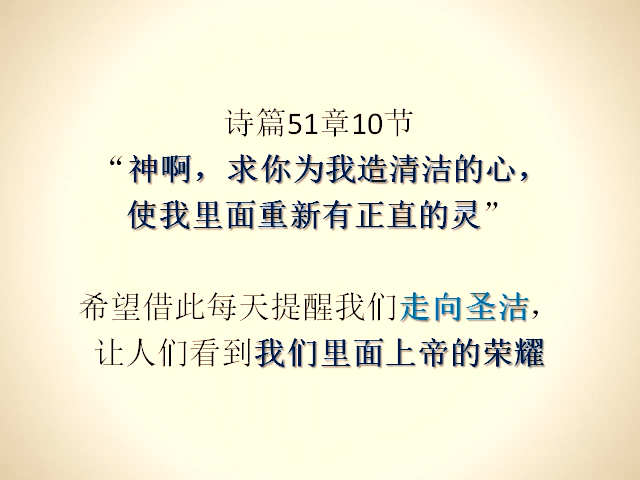 诗篇51章10节
“神啊，求你为我造清洁的心，
使我里面重新有正直的灵”
希望借此每天提醒我们走向圣洁，
让人们看到我们里面上帝的荣耀